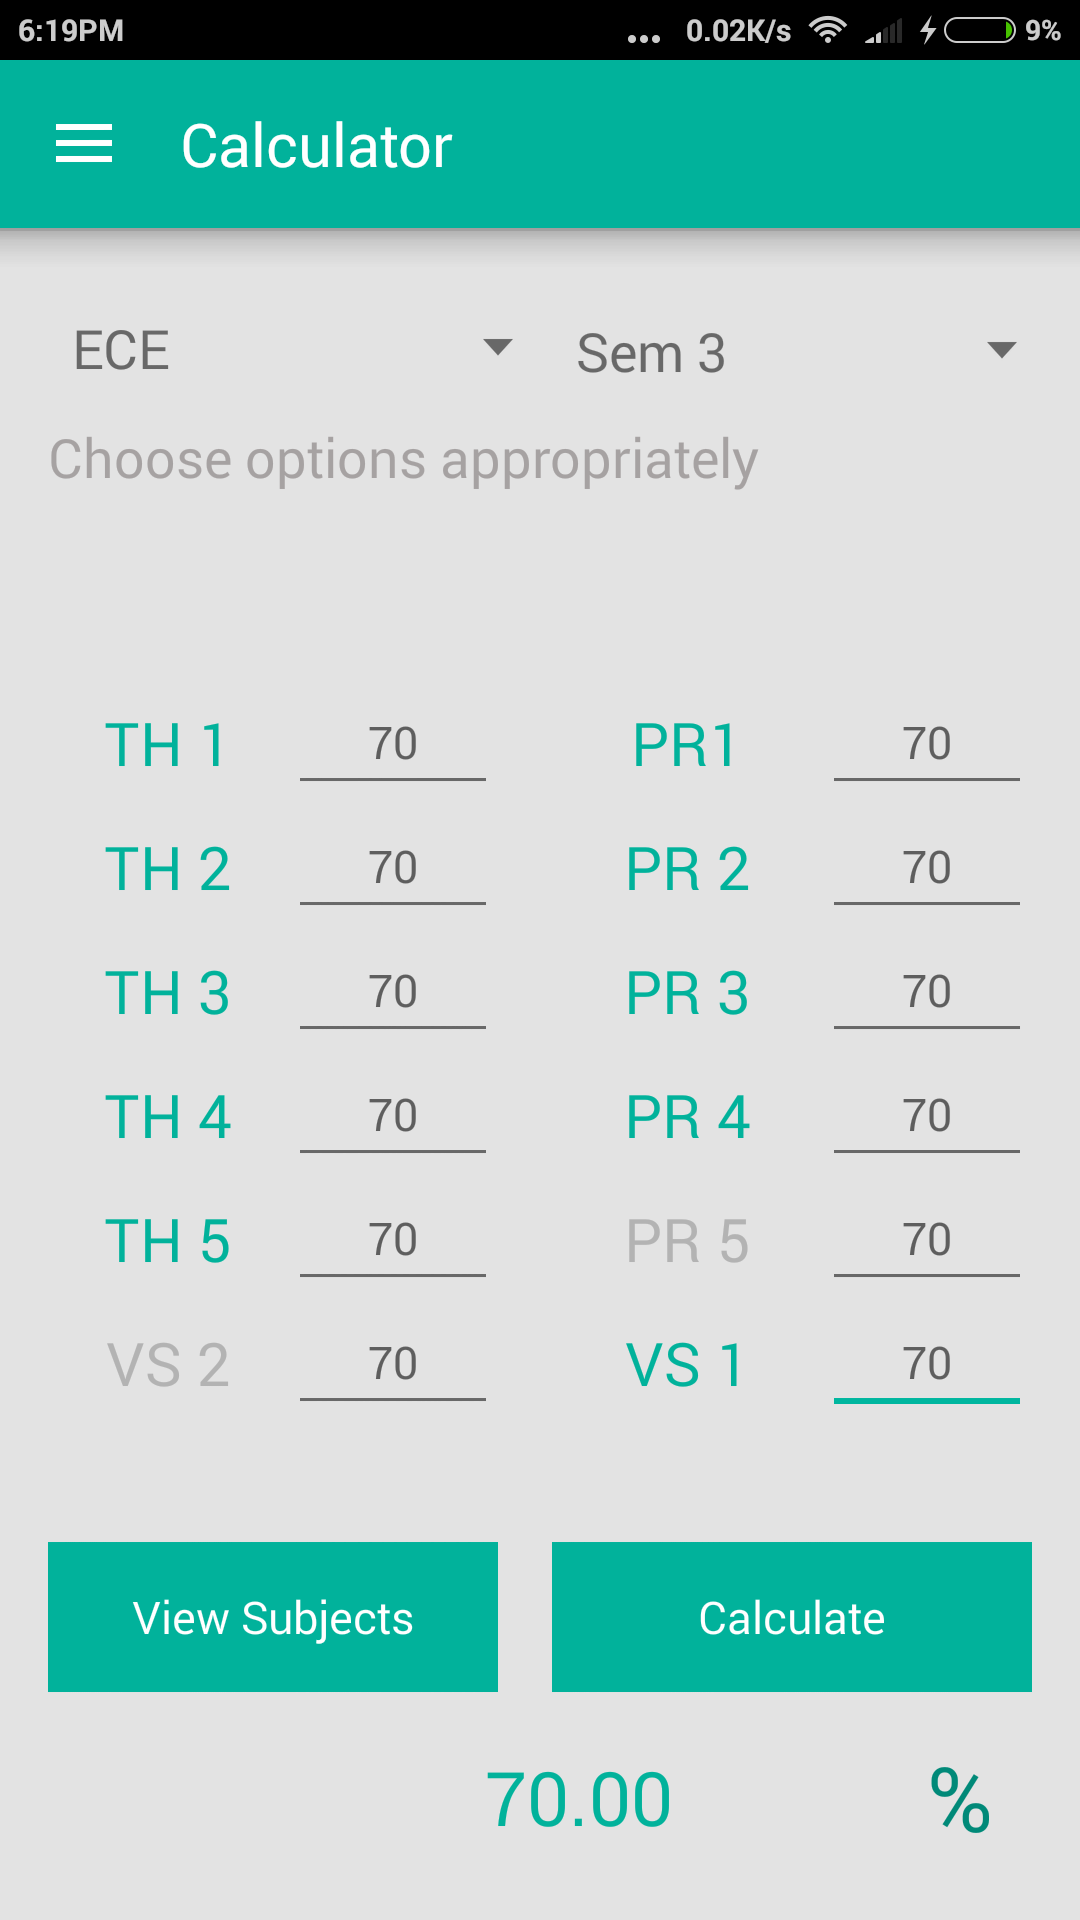 6:19PM ... 0.02K/s 9%
Calculator
ECE Sem 3
Choose options appropriately
TH 1 70 PR1 70
TH 2 70 PR 2 70
TH 3 70 PR 3 70
TH 4 70 PR 4 70
TH 5 70 PR 5 70
VS 2 70 VS 1 70
View Subjects Calculate
70.00 %